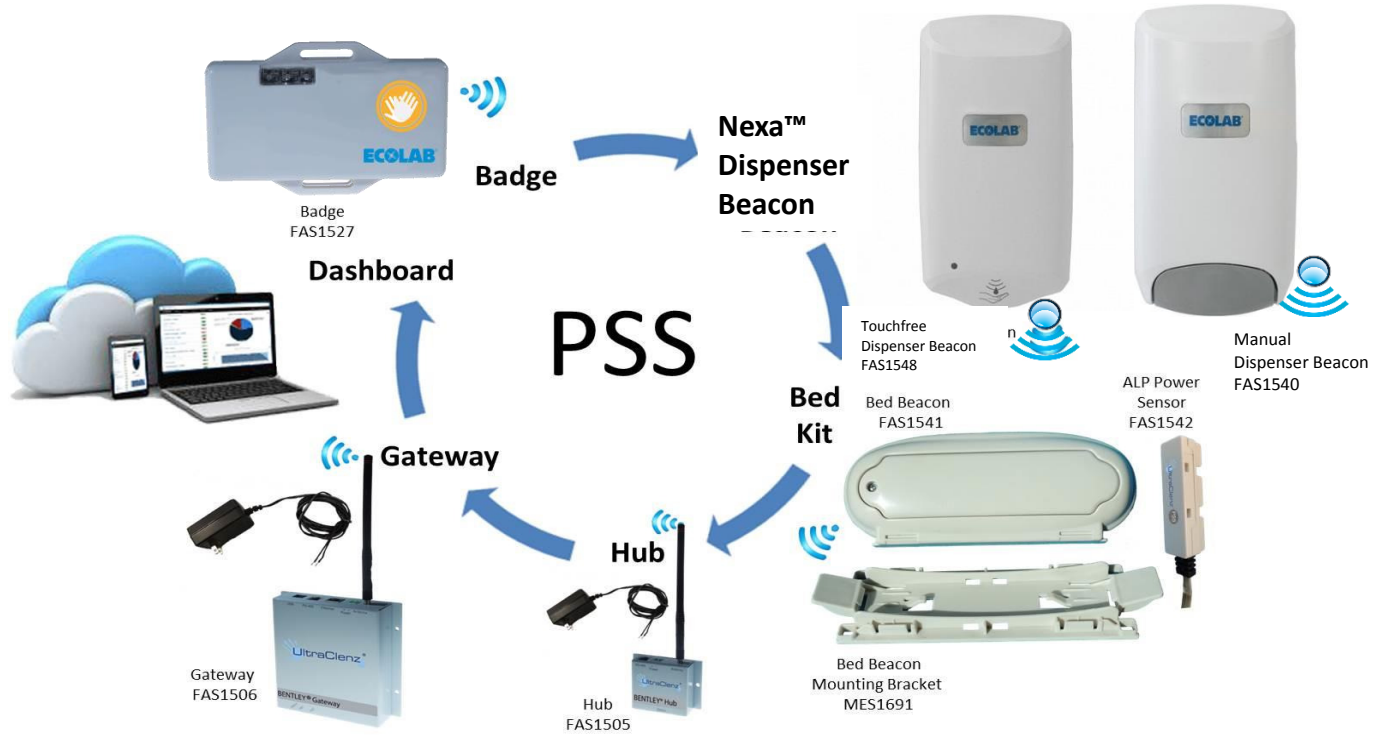 ECOLAB
Badge
FAS1527
Badge
Nexa™
Dispenser
Beacon
ECOLAB
ECOLAB
Touchfree
Dispenser Beacon
FAS1548
n
Manual
Dispenser Beacon
FAS1540
Dashboard
PSS
Bed
Kit
Bed Beacon
FAS1541
ALP Power
Sensor
FAS1542
UltraClenz
Gateway
Hub
UltraClenz
BENTLEY® Gateway
Gateway
FAS1506
UltraClenz
BENTLEY® Hub
Hub
FAS1505
Bed Beacon
Mounting Bracket
MES1691